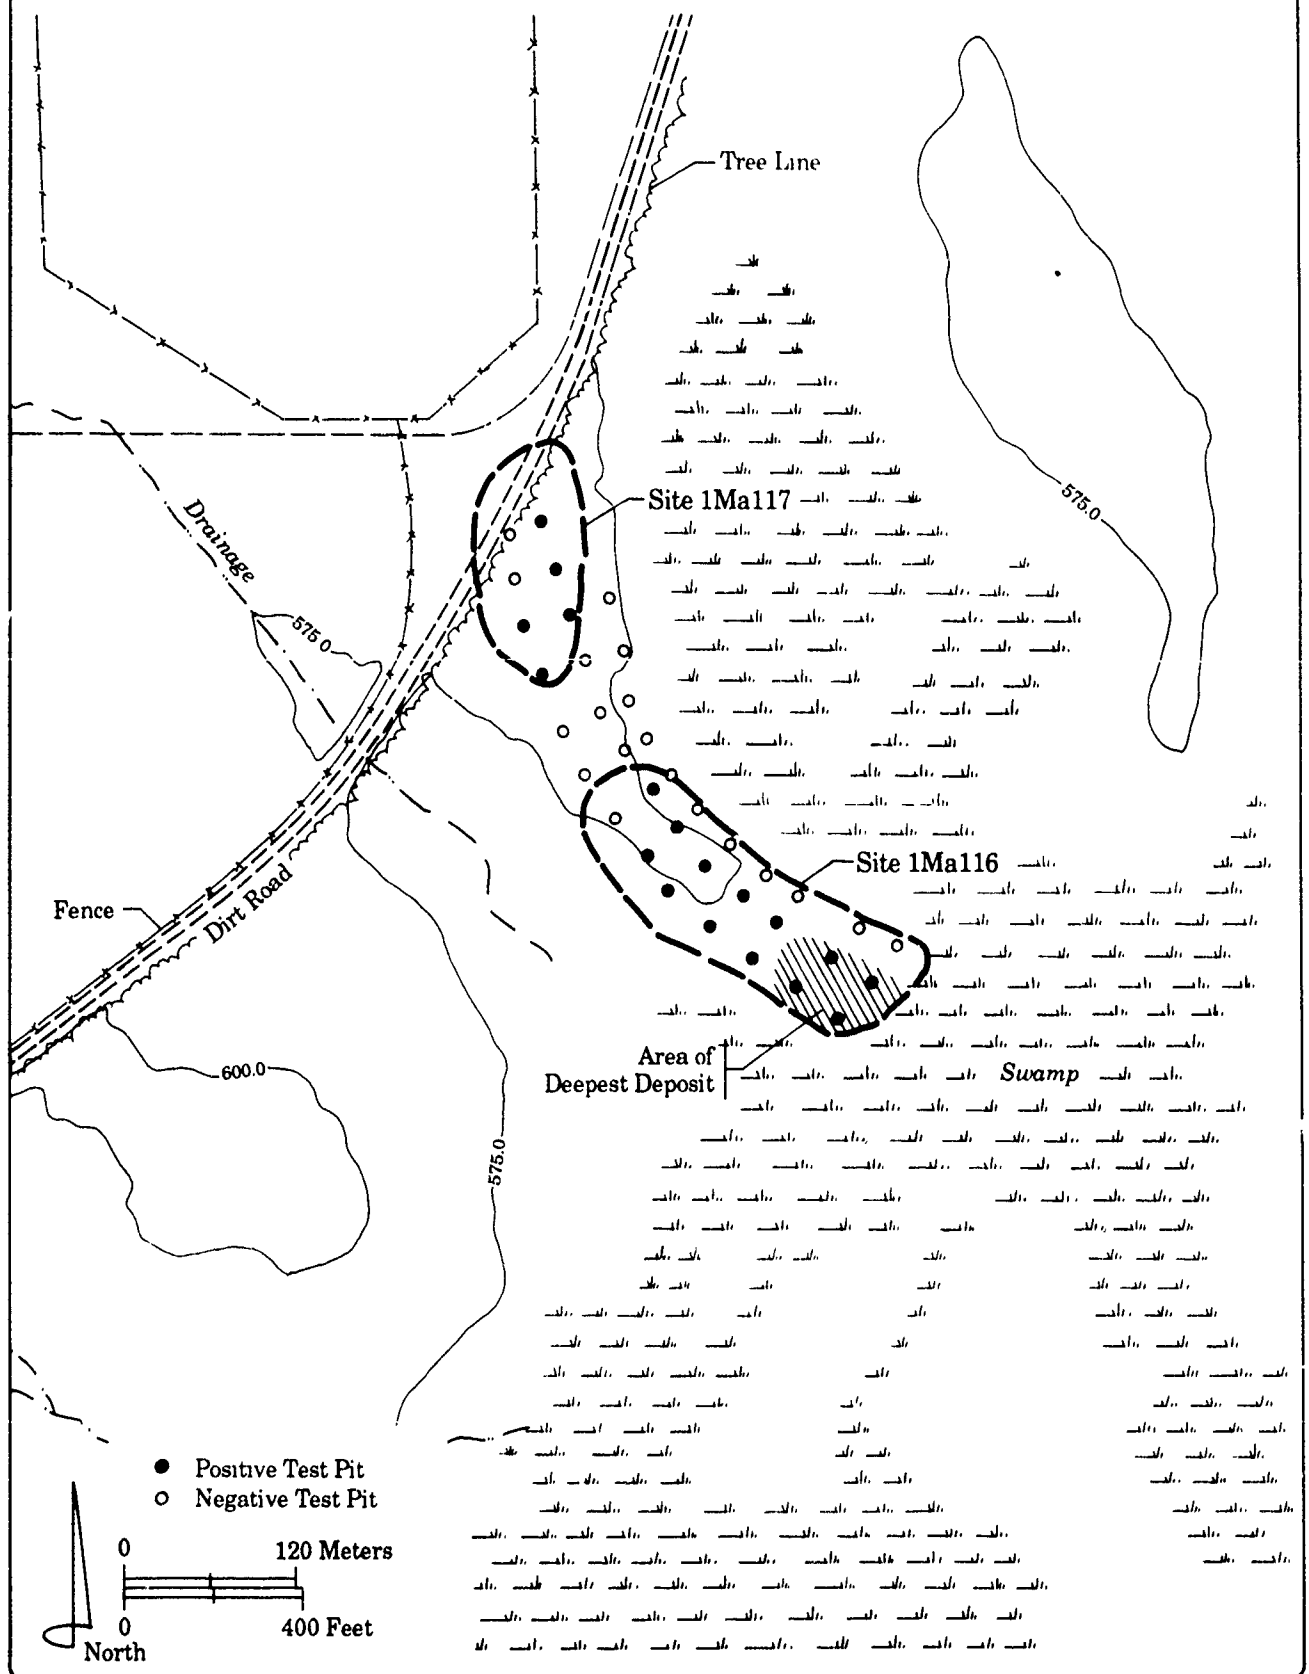 Tree Line
Site 1Ma117
575.0
Drainage
575.0
Site 1Ma116
Fence
Dirt Road
Area of
Deepest Deposit
Swamp
600.0
575.0
Positive Test Pit
Negative Test Pit
0 120 Meters
0 400 Feet
North